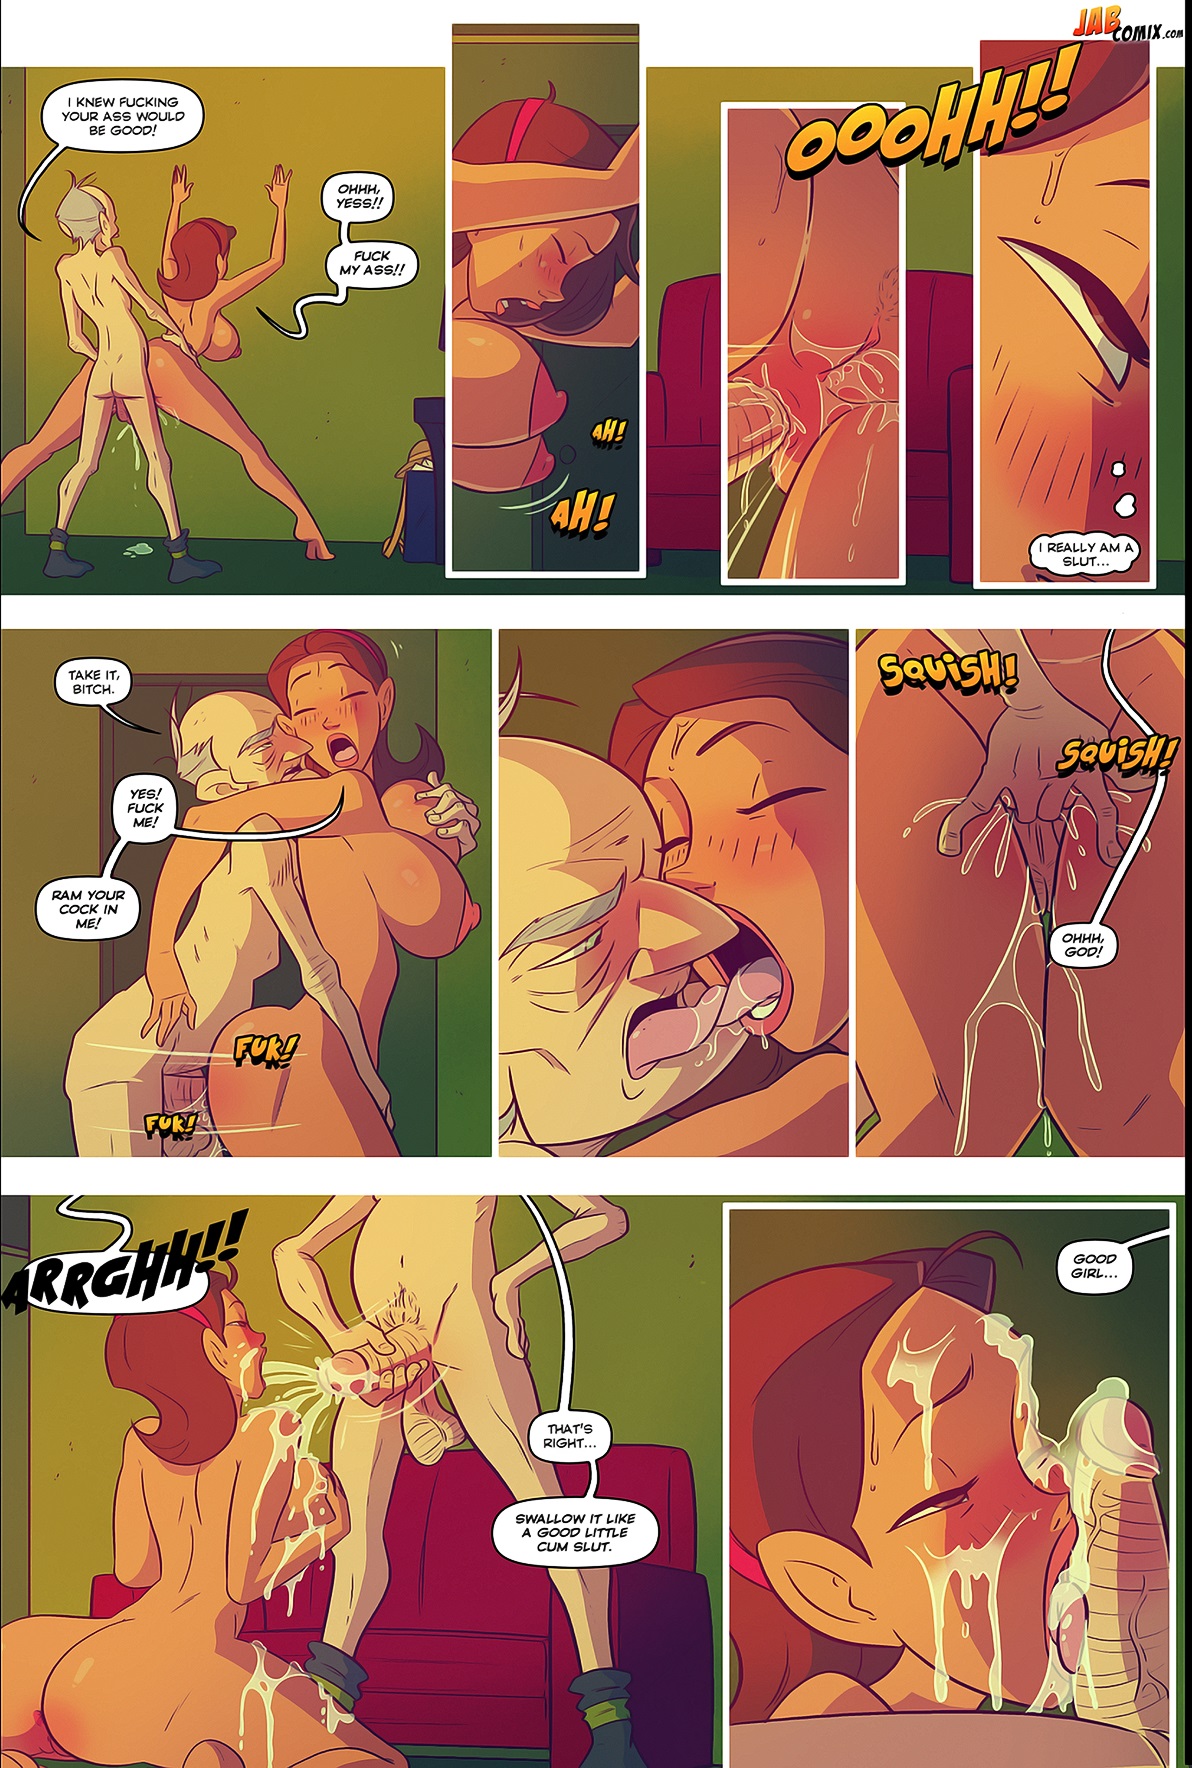 JAB
COMIX.com
I KNEW FUCKING
YOUR ASS WOULD
BE GOOD!
OHHH,
YESS!!
FUCK
MY ASS!!
AH!
AH!
OOOHH!!
I REALLY AM A
SLUT...
TAKE IT,
BITCH.
YES!
FUCK
ME!
RAM YOUR
COCK IN
ME!
FUK!
FUK!
SQUISH!
SQUISH!
OHHH,
GOD!
ARRGHH!!
THAT'S
RIGHT...
SWALLOW IT LIKE
A GOOD LITTLE
CUM SLUT.
GOOD
GIRL...